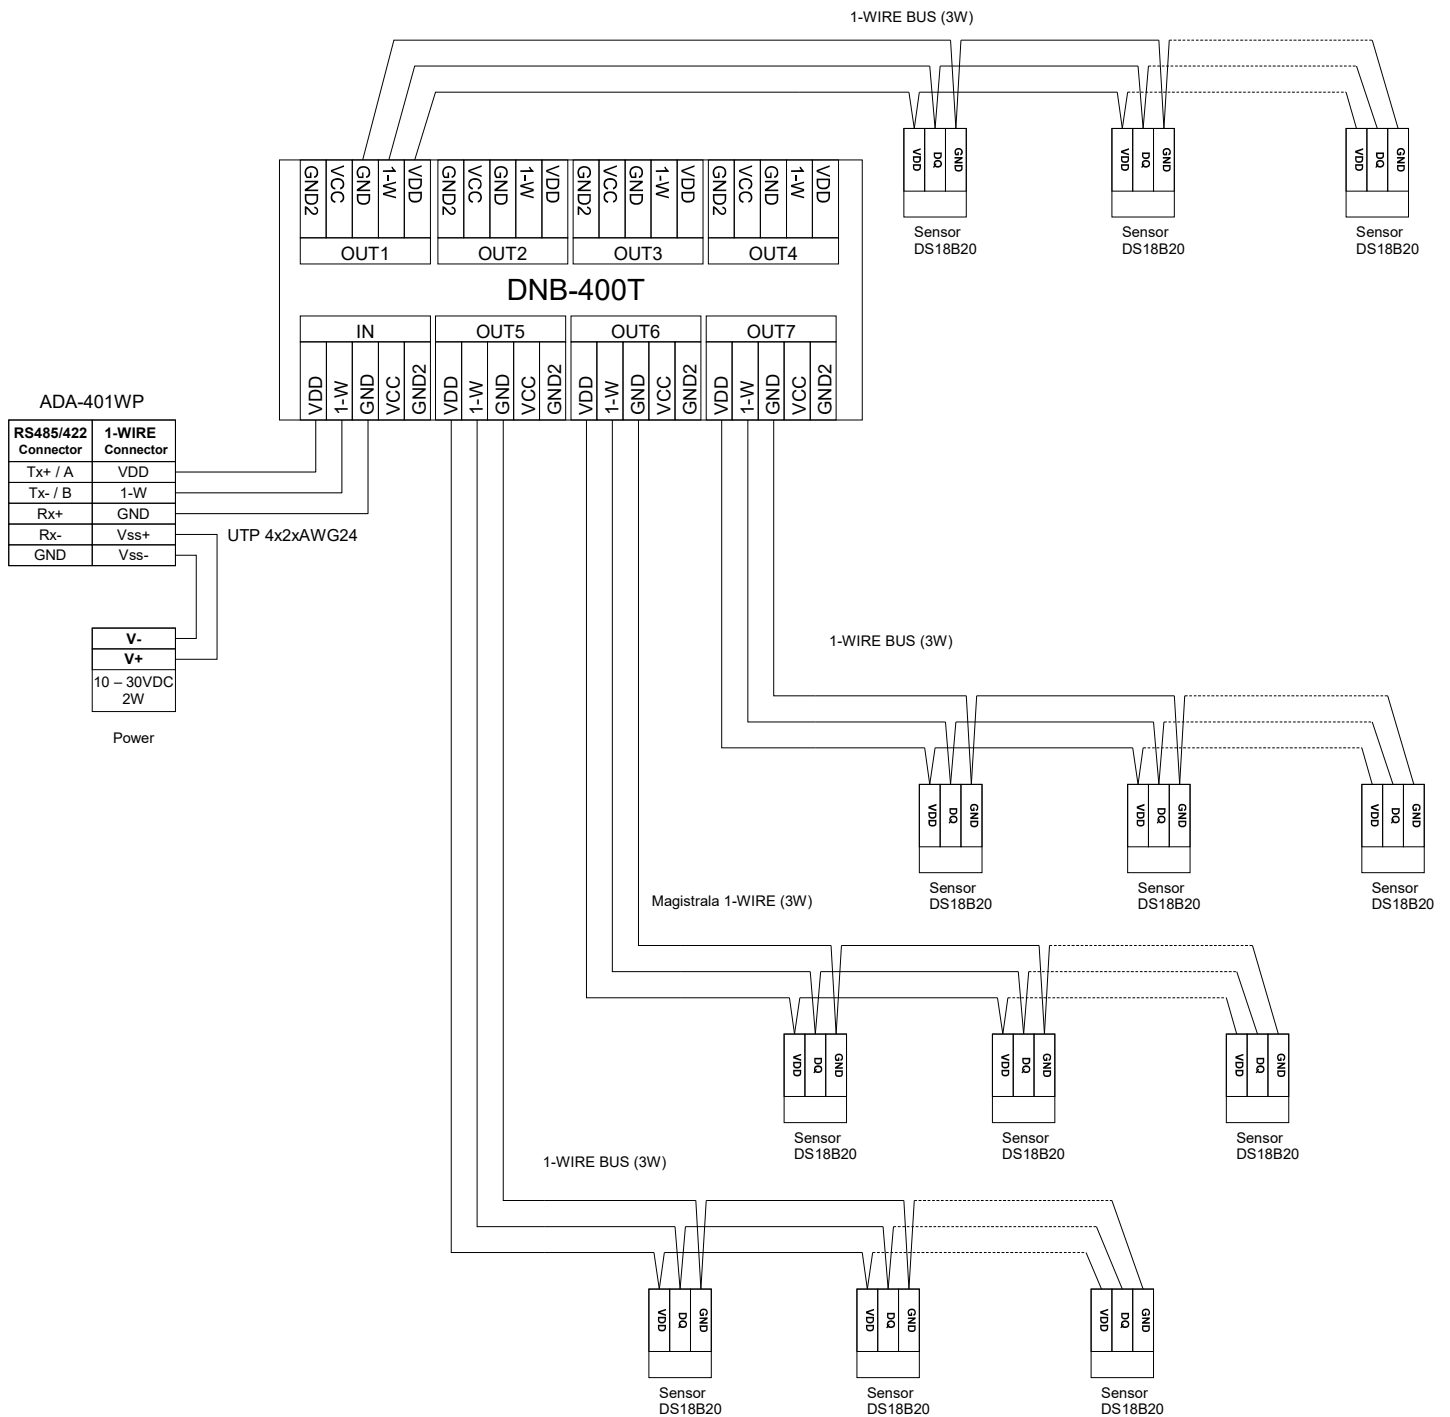 1-WIRE BUS (3W)
VDD DQ GND
VDD DQ GND
VDD DQ GND
Sensor
DS18B20
Sensor
DS18B20
Sensor
DS18B20
GND2 VCC GND 1-W VDD
GND2 VCC GND 1-W VDD
GND2 VCC GND 1-W VDD
GND2 VCC GND 1-W VDD
OUT1 OUT2 OUT3 OUT4
DNB-400T
IN OUT5 OUT6 OUT7
VDD 1-W GND VCC GND2
VDD 1-W GND VCC GND2
VDD 1-W GND VCC GND2
VDD 1-W GND VCC GND2
ADA-401WP
RS485/422 Connector
1-WIRE Connector
Tx+ / A VDD
Tx- / B 1-W
Rx+ GND
Rx- Vss+
GND Vss-
UTP 4x2xAWG24
V-
V+
10 – 30VDC
2W
Power
1-WIRE BUS (3W)
VDD DQ GND
VDD DQ GND
VDD DQ GND
Sensor
DS18B20
Sensor
DS18B20
Sensor
DS18B20
Magistrala 1-WIRE (3W)
VDD DQ GND
VDD DQ GND
VDD DQ GND
Sensor
DS18B20
Sensor
DS18B20
Sensor
DS18B20
1-WIRE BUS (3W)
VDD DQ GND
VDD DQ GND
VDD DQ GND
Sensor
DS18B20
Sensor
DS18B20
Sensor
DS18B20